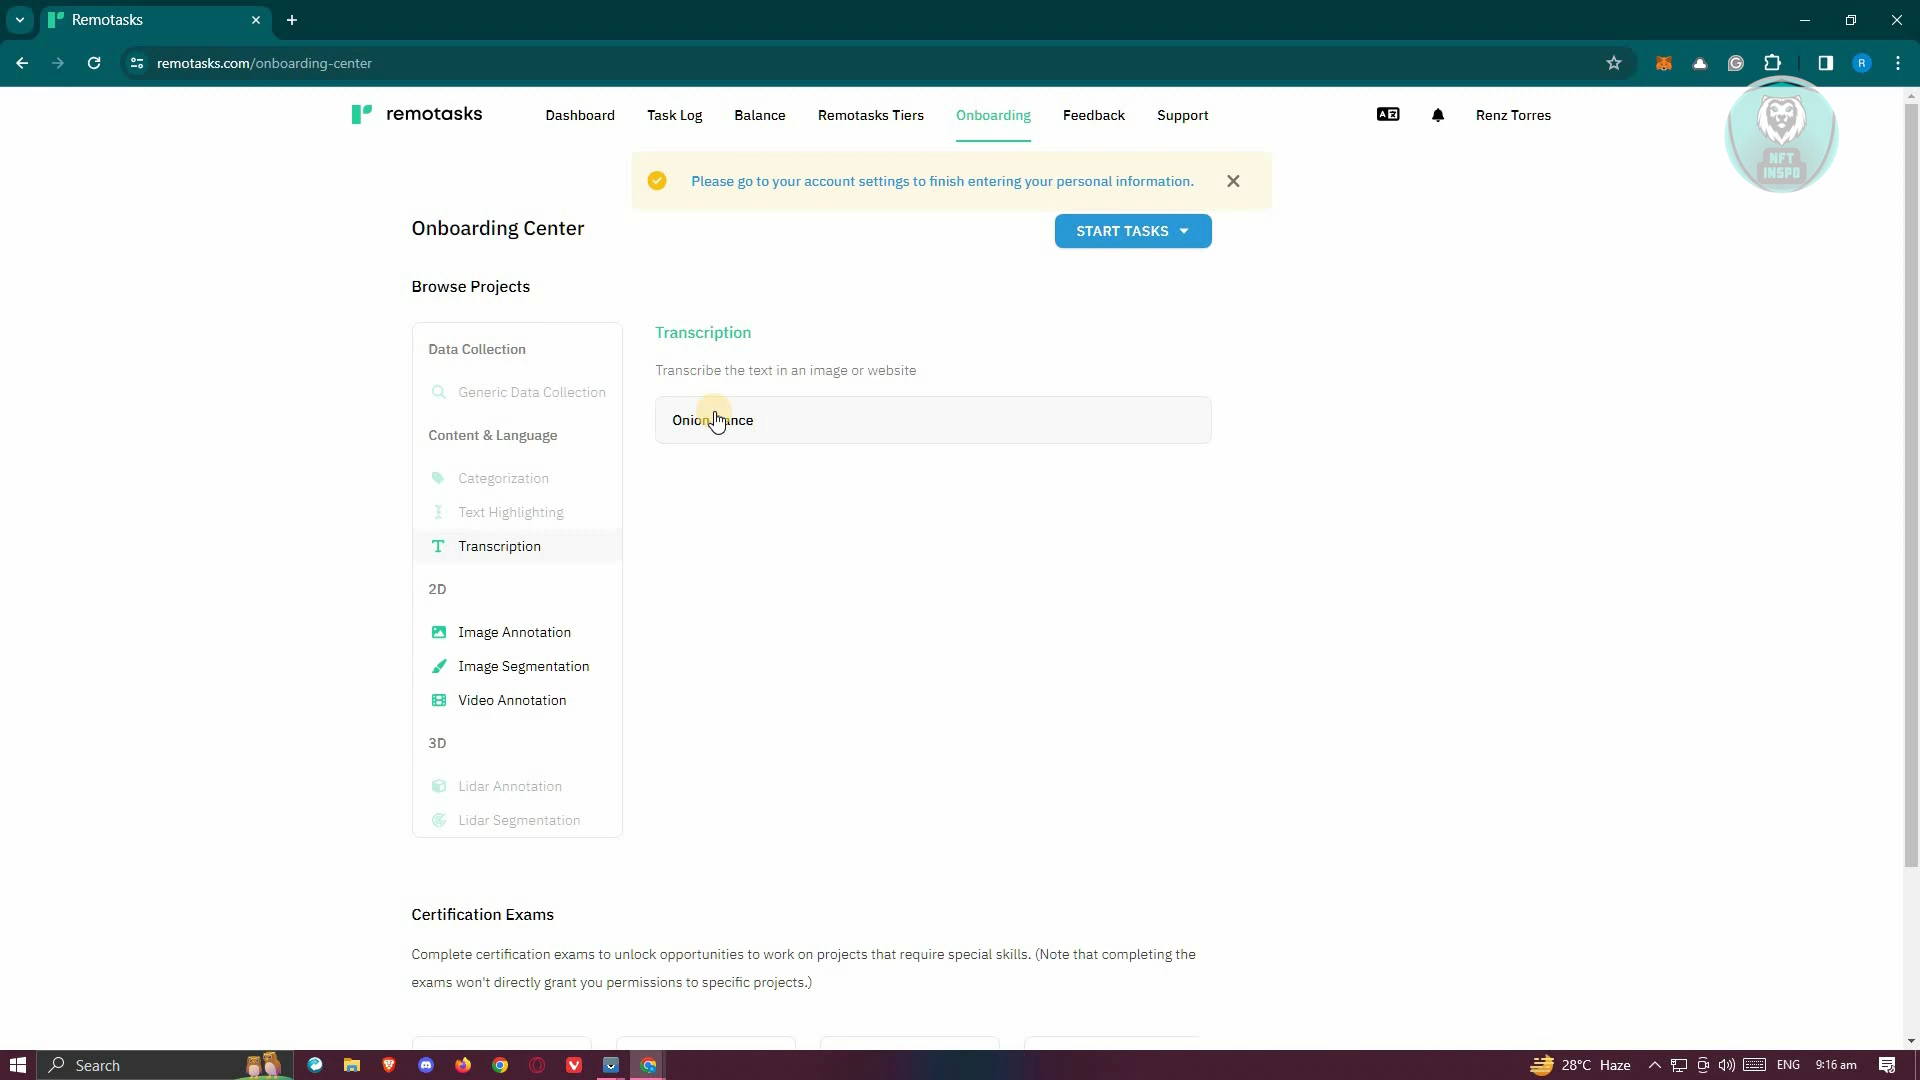 Remotasks
remotasks.com/onboarding-center
R
remotasks
Dashboard
Task Log
Balance
Remotasks Tiers
Onboarding
Feedback
Support
Renz Torres
NFT
INSPO
Please go to your account settings to finish entering your personal information.
Onboarding Center
START TASKS
Browse Projects
Data Collection
Generic Data Collection
Content & Language
Categorization
Text Highlighting
Transcription
2D
Image Annotation
Image Segmentation
Video Annotation
3D
Lidar Annotation
Lidar Segmentation
Transcription
Transcribe the text in an image or website
Certification Exams
Complete certification exams to unlock opportunities to work on projects that require special skills. (Note that completing the
exams won't directly grant you permissions to specific projects.)
Search
28°C Haze
ENG
9:16 am